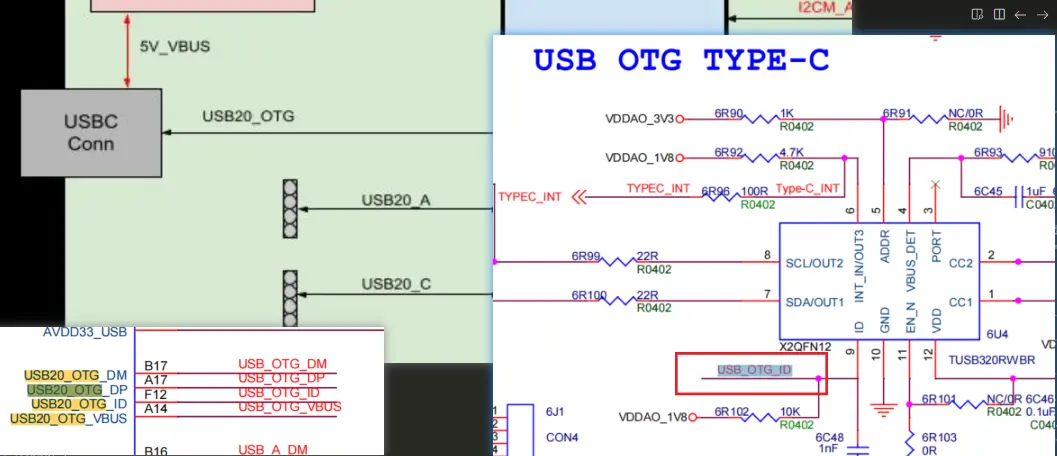 I2CM_A
5V_VBUS
USBC
Conn
USB20_OTG
USB20_A
USB20_C
AVDD33_USB
USB20_OTG_DM
B17
USB_OTG_DM
USB20_OTG_DP
A17
USB_OTG_DP
USB20_OTG_ID
F12
USB_OTG_ID
USB20_OTG_VBUS
A14
USB_OTG_VBUS
B16
USB_A_DM
USB OTG TYPE-C
VDDAO_3V3
6R90
1K
R0402
6R91
NC/0R
R0402
VDDAO_1V8
6R92
4.7K
R0402
6R93
910
TYPEC_INT
TYPEC_INT
6R96
100R
R0402
Type-C_INT
6C45
1uF
C040
6
5
4
3
6R99
22R
R0402
8
SCL/OUT2
INT_IN/OUT3
ADDR
VBUS_DET
PORT
CC2
2
6R100
22R
R0402
7
SDA/OUT1
ID
GND
EN_N
VDD
CC1
1
6U4
X2QFN12
TUSB320RWBR
9
10
11
12
USB_OTG_ID
VDDAO_1V8
6R102
10K
R0402
6R101
NC/0R
R0402
6C46
0.1uF
C040
6C48
1nF
6R103
0R
1
2
3
4
6J1
CON4